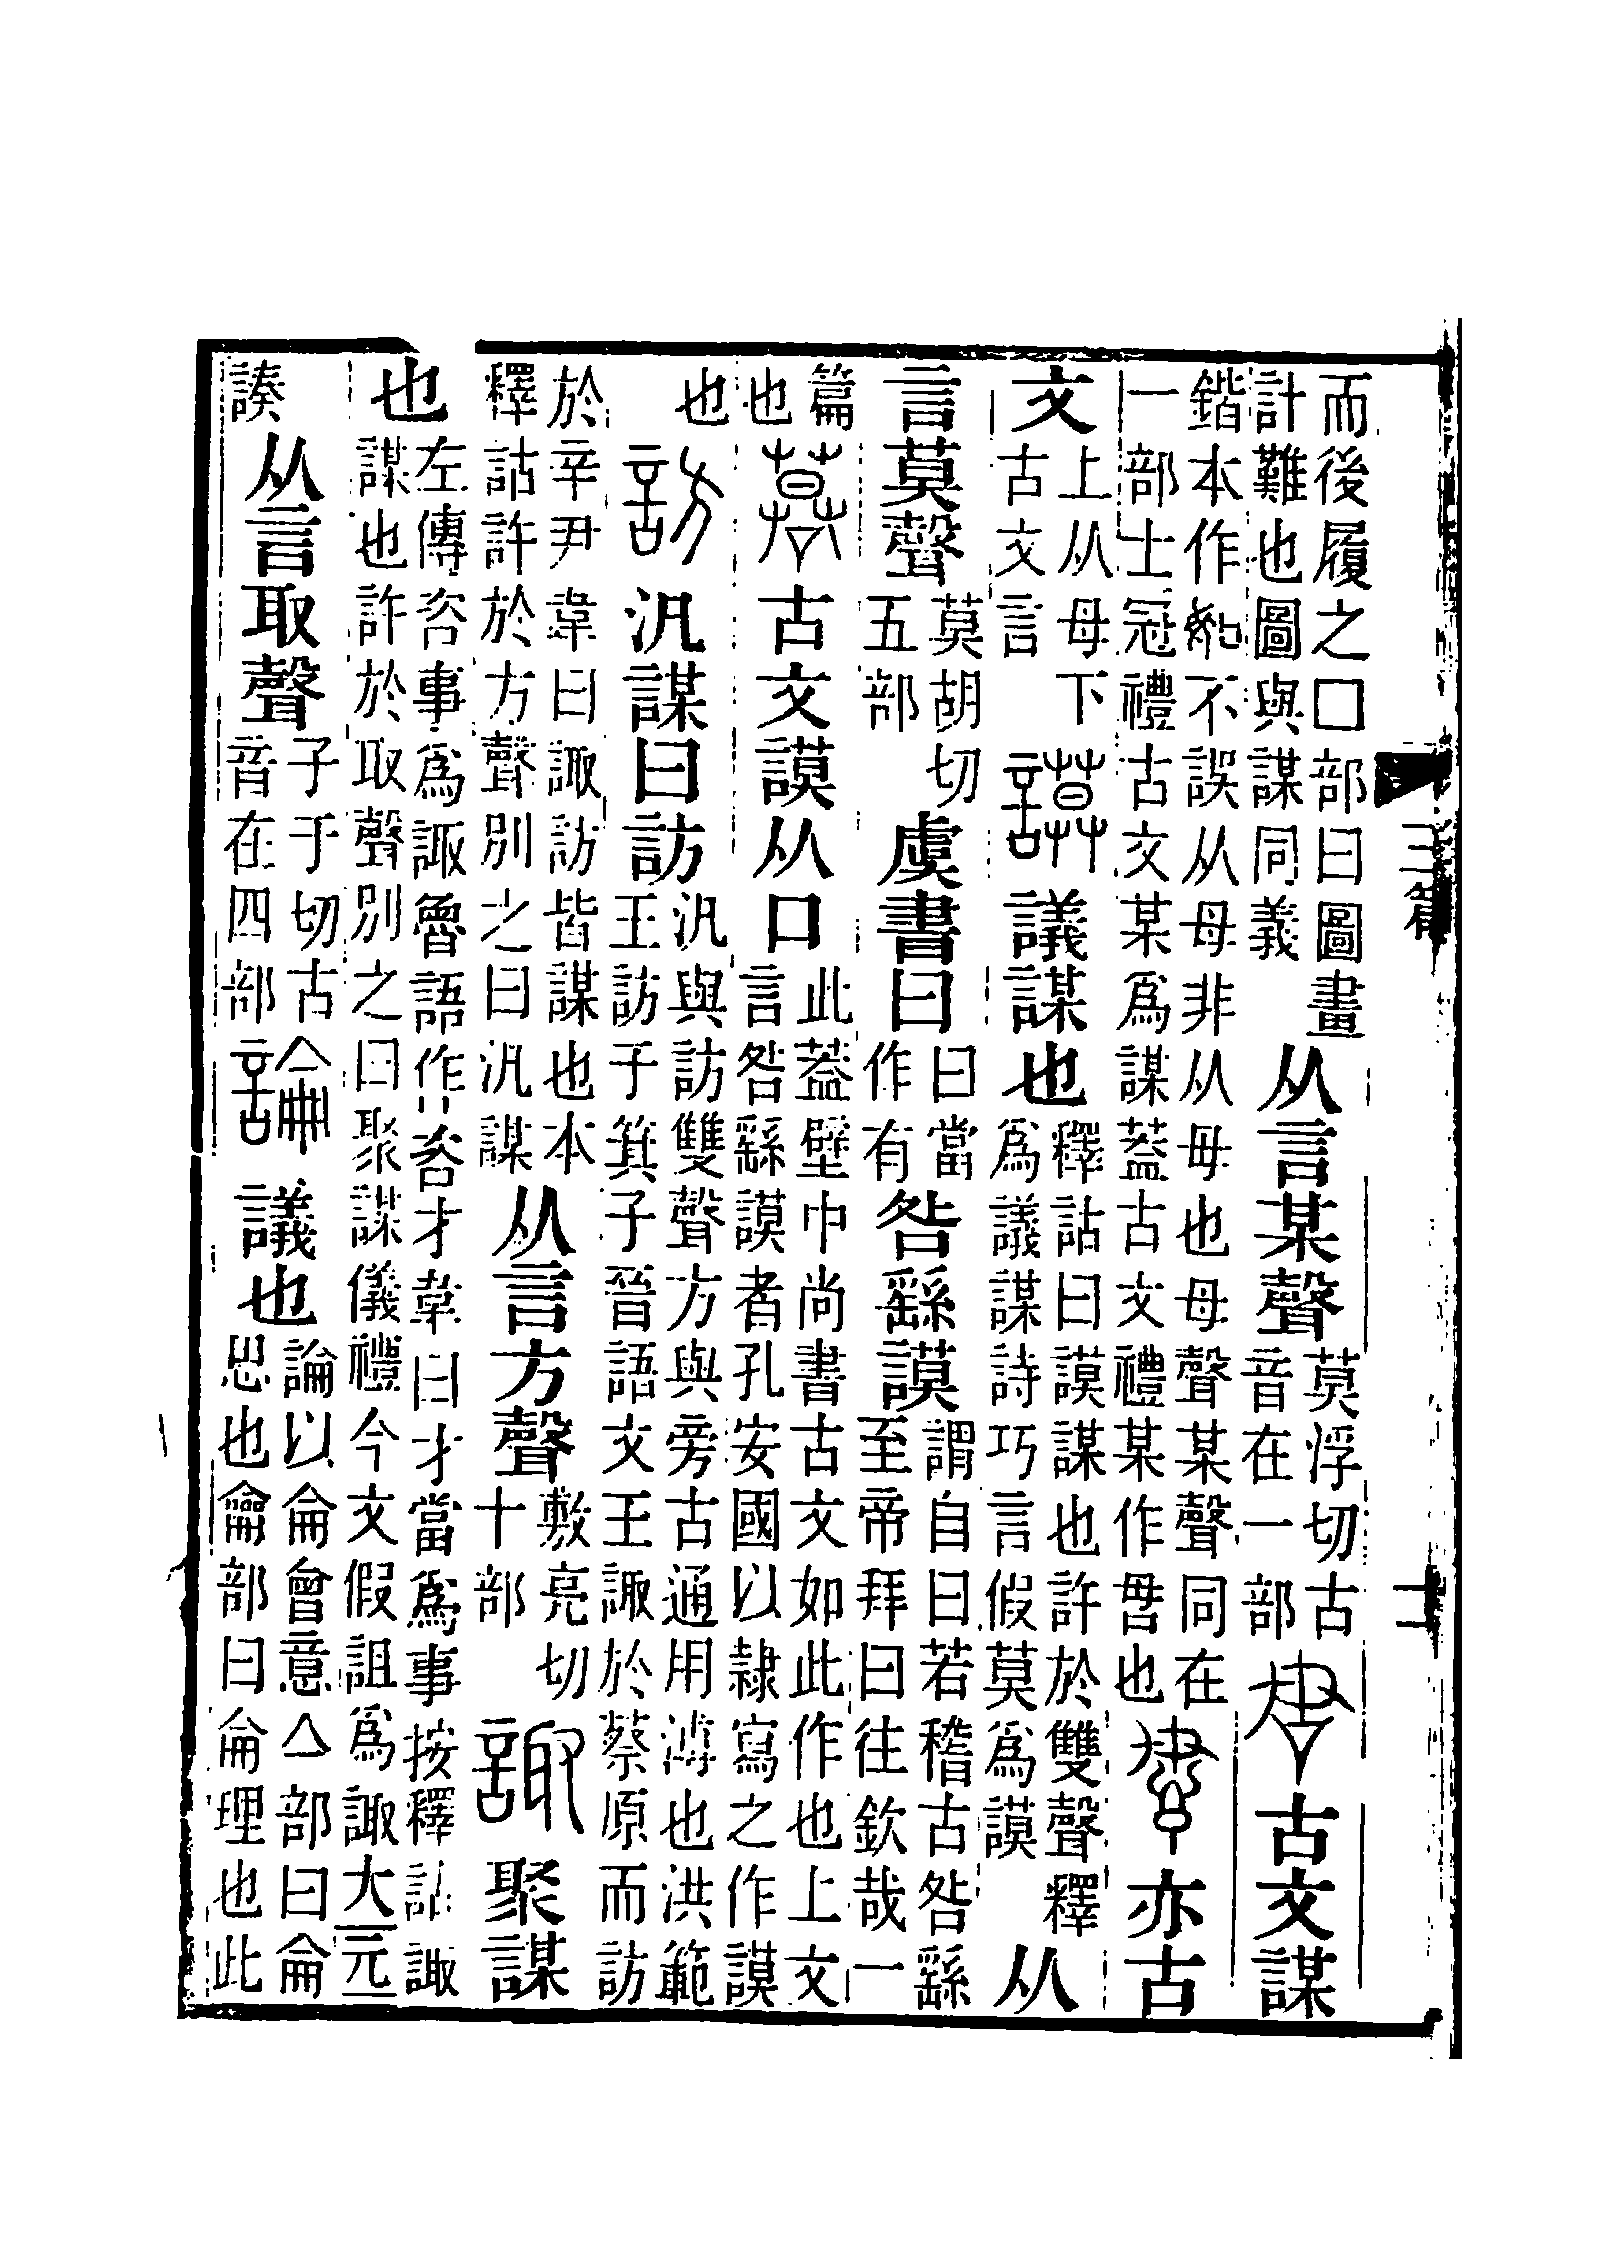 而後履之囗部曰圖畫計難也圖與謀同義从言某聲莫浮切古音在一部古文謀
鍇本作不誤从母非从毋也母聲某聲同在一部士冠禮古文某爲謀葢古文禮某作𠰔也亦古
文上从母下古文言謨議謀也釋詁曰謨謀也許於雙聲釋爲議謀詩巧言假莫爲謨从
言莫聲莫胡切五部虞書曰曰當作有咎繇謨謂自曰若稽古咎繇至帝拜曰往欽哉一
篇也古文謨从口此葢壁中尚書古文如此作也上文言咎繇謨者孔安國以隸寫之作謨
也訪汎謀曰訪汎與訪雙聲方與旁古通用溥也洪範王訪于箕子晉語文王諏於蔡原而訪
於辛尹韋曰諏訪皆謀也本釋詁許於方聲別之曰汎謀从言方聲敷亮切十部諏聚謀
也左傳咨事爲諏魯語作咨才韋曰才當爲事按釋詁諏謀也許於取聲別之曰聚謀儀禮今文假詛爲諏大元
从言取聲子于切古音在四部論議也論以侖會意亼部曰侖思也龠部曰侖理也此
三篇